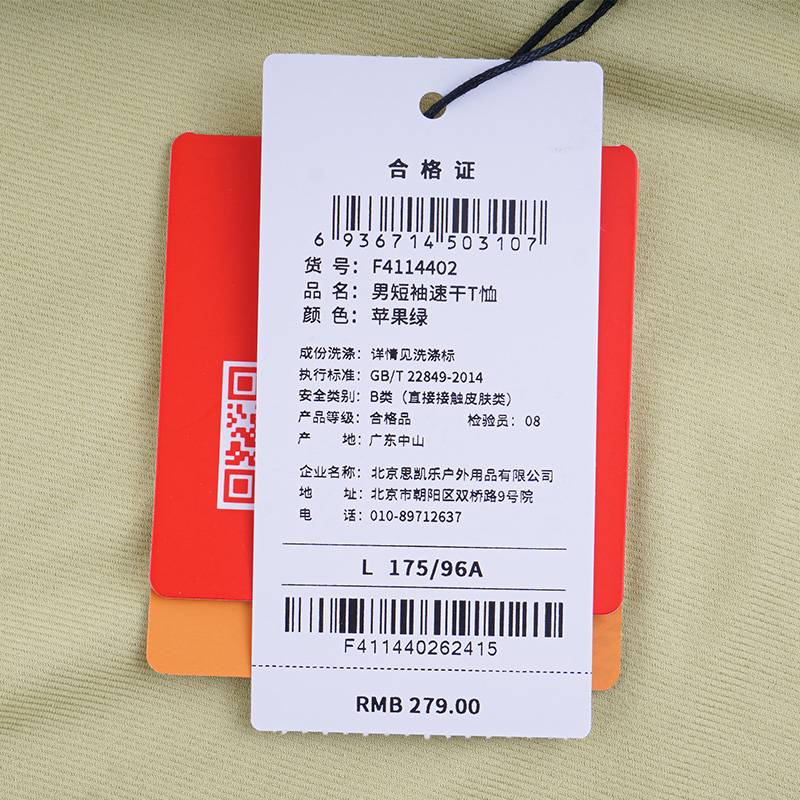 合格证
6 936714 503107
货 号：F4114402
品 名：男短袖速干T恤
颜 色：苹果绿
成份洗涤：详情见洗涤标
执行标准：GB/T 22849-2014
安全类别：B类（直接接触皮肤类）
产品等级：合格品 检验员：08
产 地：广东中山
企业名称：北京思凯乐户外用品有限公司
地 址：北京市朝阳区双桥路9号院
电 话：010-89712637
L 175/96A
F411440262415
RMB 279.00